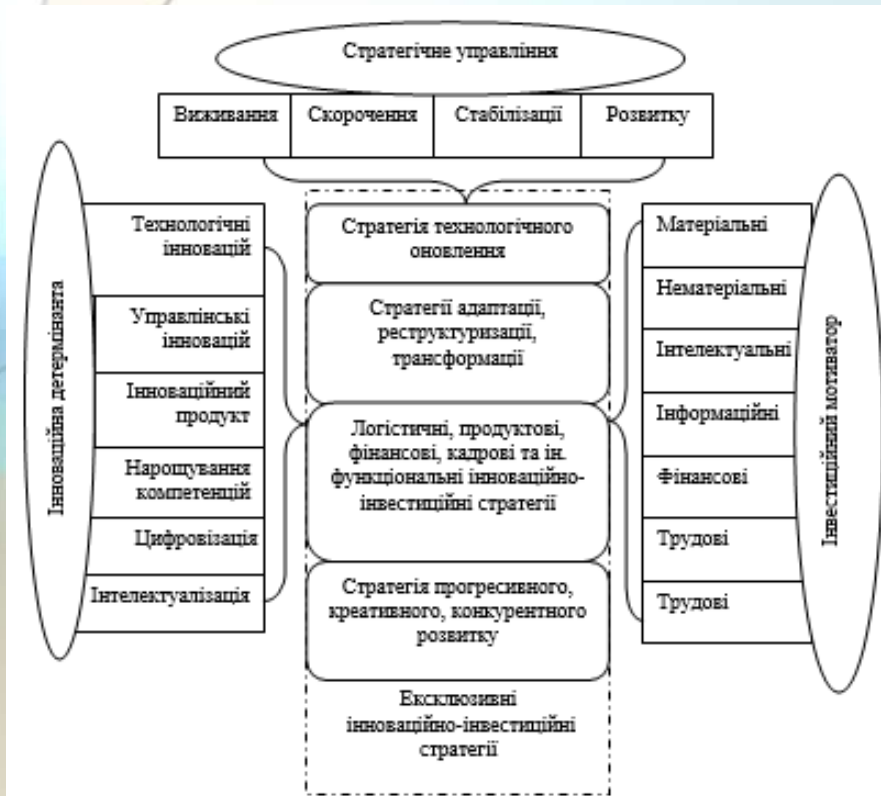 Стратегічне управління
Виживання
Скорочення
Стабілізації
Розвитку
Інноваційна детермінанта
Технологічні
інновацій
Управлінські
інновацій
Інноваційний
продукт
Нарощування
компетенцій
Цифровізація
Інтелектуалізація
Стратегія технологічного
оновлення
Стратегії адаптації,
реструктуризації,
трансформації
Логістичні, продуктові,
фінансові, кадрові та ін.
функціональні інноваційно-
інвестиційні стратегії
Стратегія прогресивного,
креативного, конкурентного
розвитку
Ексклюзивні
інноваційно-інвестиційні
стратегії
Матеріальні
Нематеріальні
Інтелектуальні
Інформаційні
Фінансові
Трудові
Трудові
Інвестиційний мотиватор